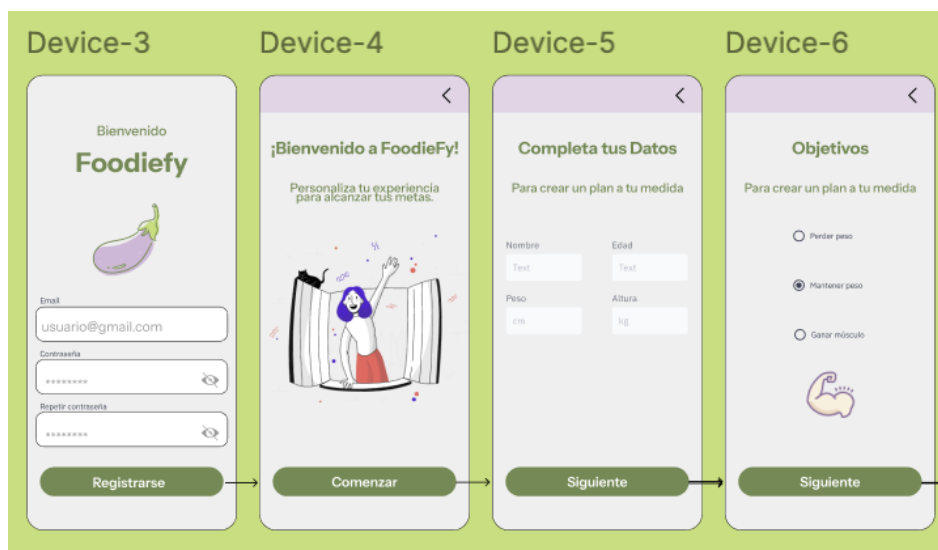 Device-3
Bienvenido
Foodiefy
Email
usuario@gmail.com
Contraseña
********
Repetir contraseña
********
Registrarse
Device-4
¡Bienvenido a FoodieFy!
Personaliza tu experiencia
para alcanzar tus metas.
Comenzar
Device-5
Completa tus Datos
Para crear un plan a tu medida
Nombre
Edad
Text
Text
Peso
Altura
cm
kg
Siguiente
Device-6
Objetivos
Para crear un plan a tu medida
Perder peso
Mantener peso
Ganar músculo
Siguiente